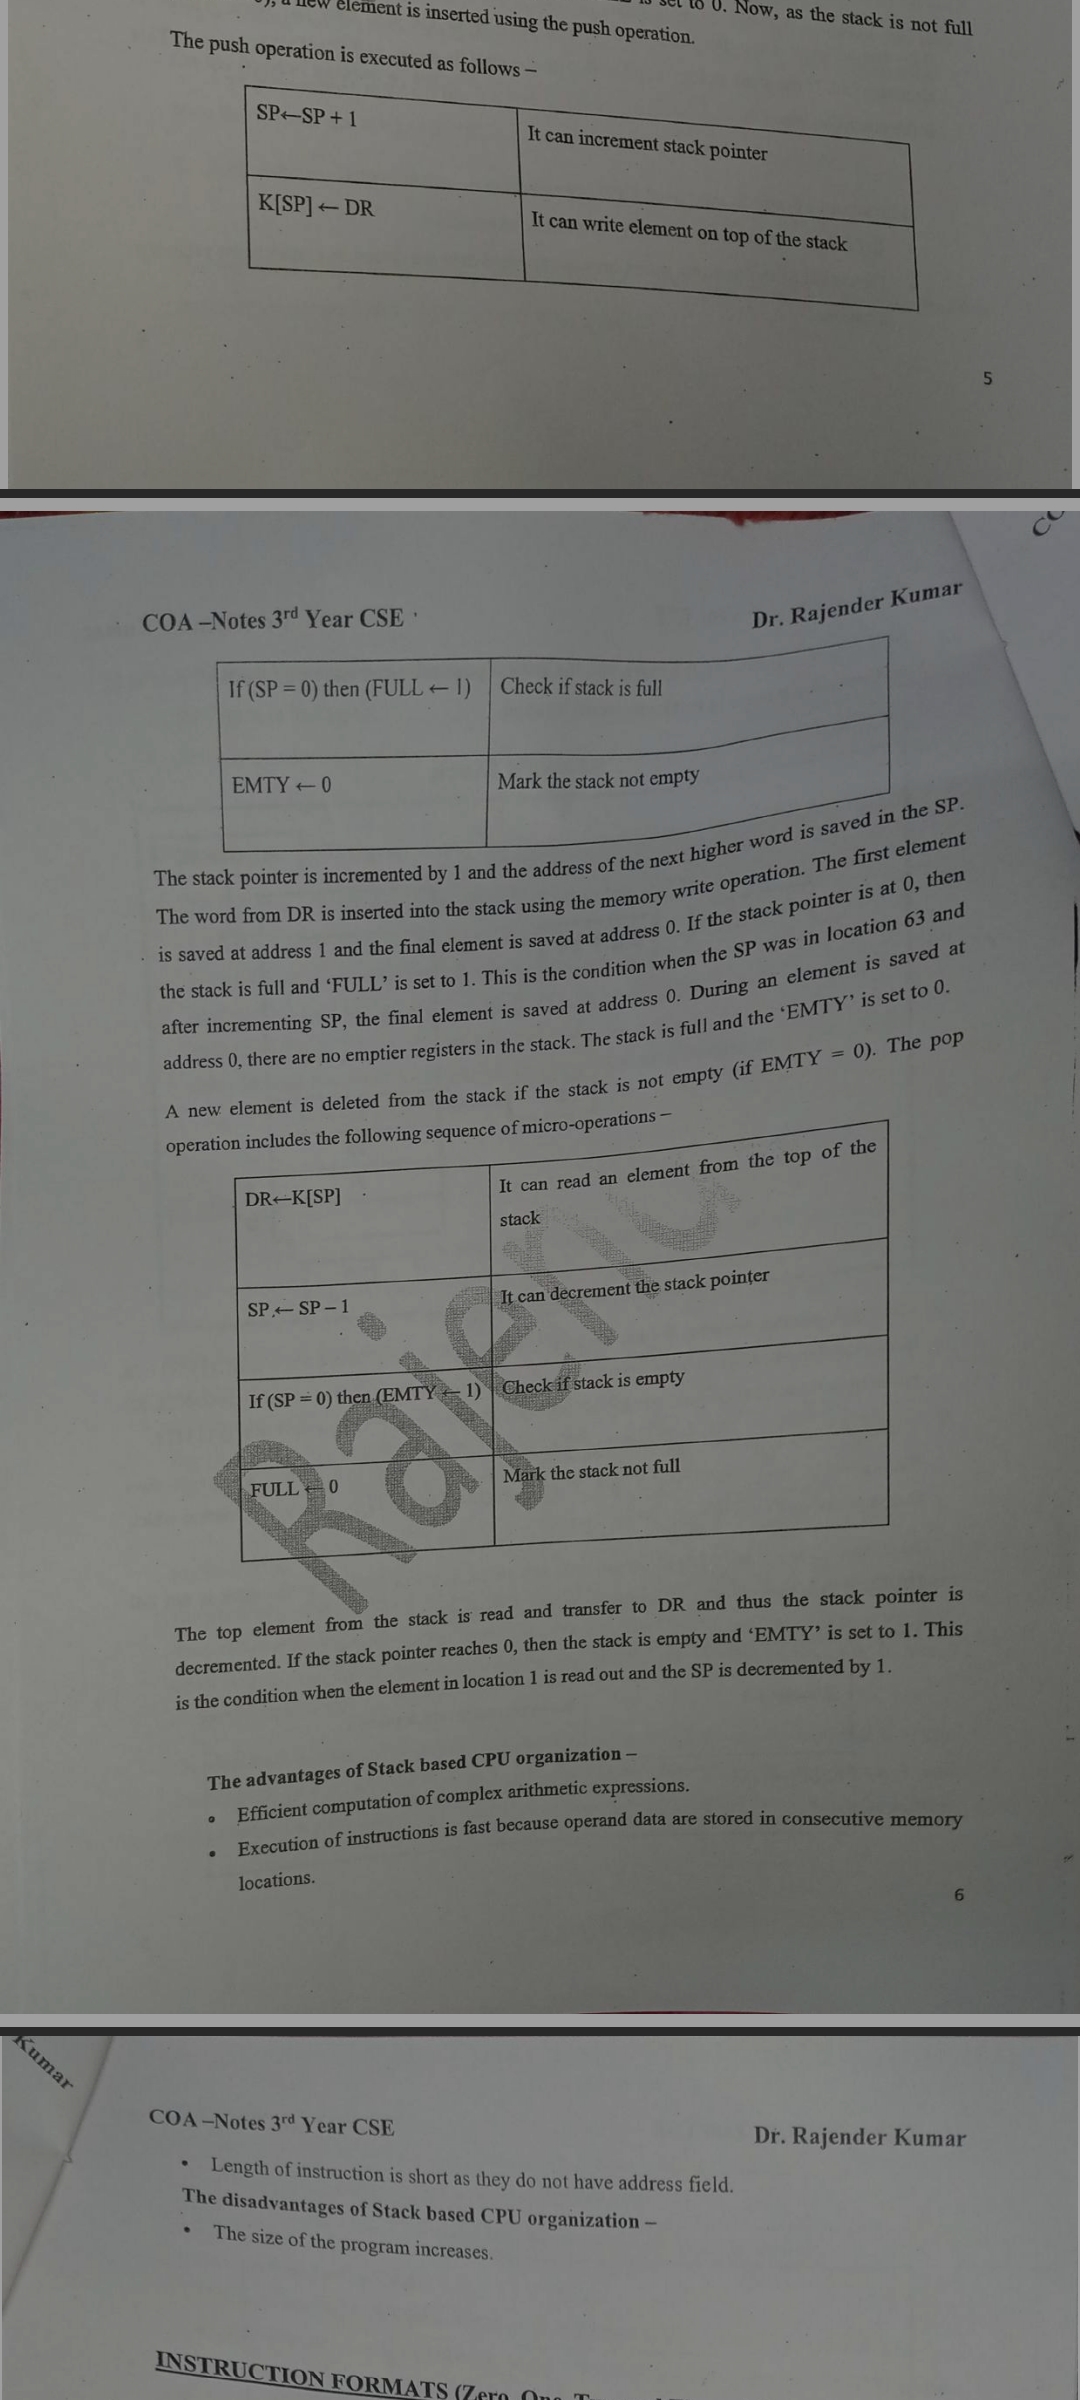 new element is inserted using the push operation.
set to 0. Now, as the stack is not full
The push operation is executed as follows –
SP←SP + 1
It can increment stack pointer
K[SP] ← DR
It can write element on top of the stack
5
COA –Notes 3rd Year CSE
Dr. Rajender Kumar
If (SP = 0) then (FULL ← 1)
Check if stack is full
EMTY ← 0
Mark the stack not empty
The stack pointer is incremented by 1 and the address of the next higher word is saved in the SP.
The word from DR is inserted into the stack using the memory write operation. The first element
is saved at address 1 and the final element is saved at address 0. If the stack pointer is at 0, then
the stack is full and ‘FULL’ is set to 1. This is the condition when the SP was in location 63 and
after incrementing SP, the final element is saved at address 0. During an element is saved at
address 0, there are no emptier registers in the stack. The stack is full and the ‘EMTY’ is set to 0.
A new element is deleted from the stack if the stack is not empty (if EMTY = 0). The pop
operation includes the following sequence of micro-operations –
DR←K[SP]
It can read an element from the top of the
stack
SP ← SP – 1
It can decrement the stack pointer
If (SP = 0) then (EMTY ← 1)
Check if stack is empty
FULL ← 0
Mark the stack not full
The top element from the stack is read and transfer to DR and thus the stack pointer is
decremented. If the stack pointer reaches 0, then the stack is empty and ‘EMTY’ is set to 1. This
is the condition when the element in location 1 is read out and the SP is decremented by 1.
The advantages of Stack based CPU organization –
• Efficient computation of complex arithmetic expressions.
• Execution of instructions is fast because operand data are stored in consecutive memory
locations.
6
Kumar
COA –Notes 3rd Year CSE
Dr. Rajender Kumar
• Length of instruction is short as they do not have address field.
The disadvantages of Stack based CPU organization –
• The size of the program increases.
INSTRUCTION FORMATS (Zero, One,